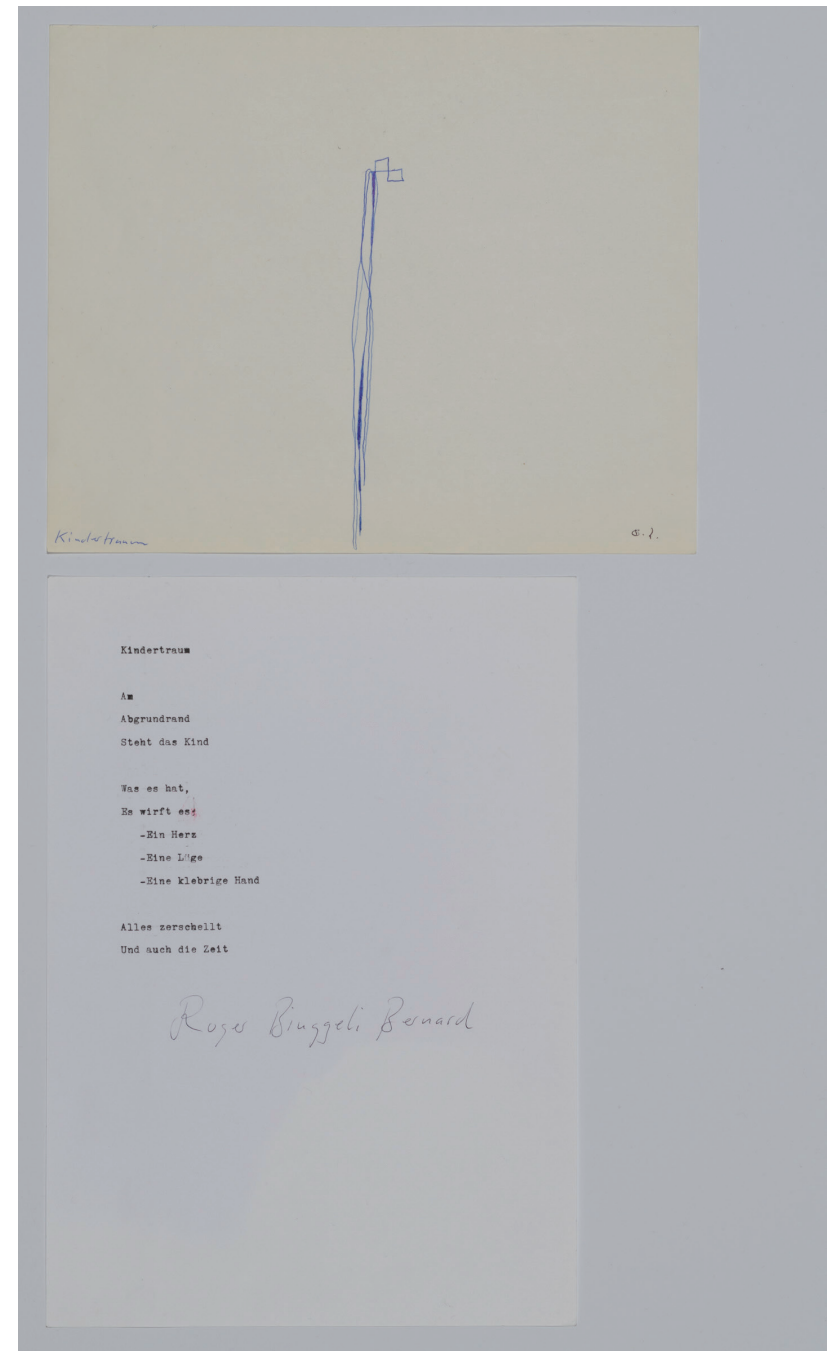 Kindertraum
Kindertraum
Am
Abgrundrand
Steht das Kind
Was es hat,
Es wirft es:
-Ein Herz
-Eine Lüge
-Eine klebrige Hand
Alles zerschellt
Und auch die Zeit
Roger Binggeli Bernard